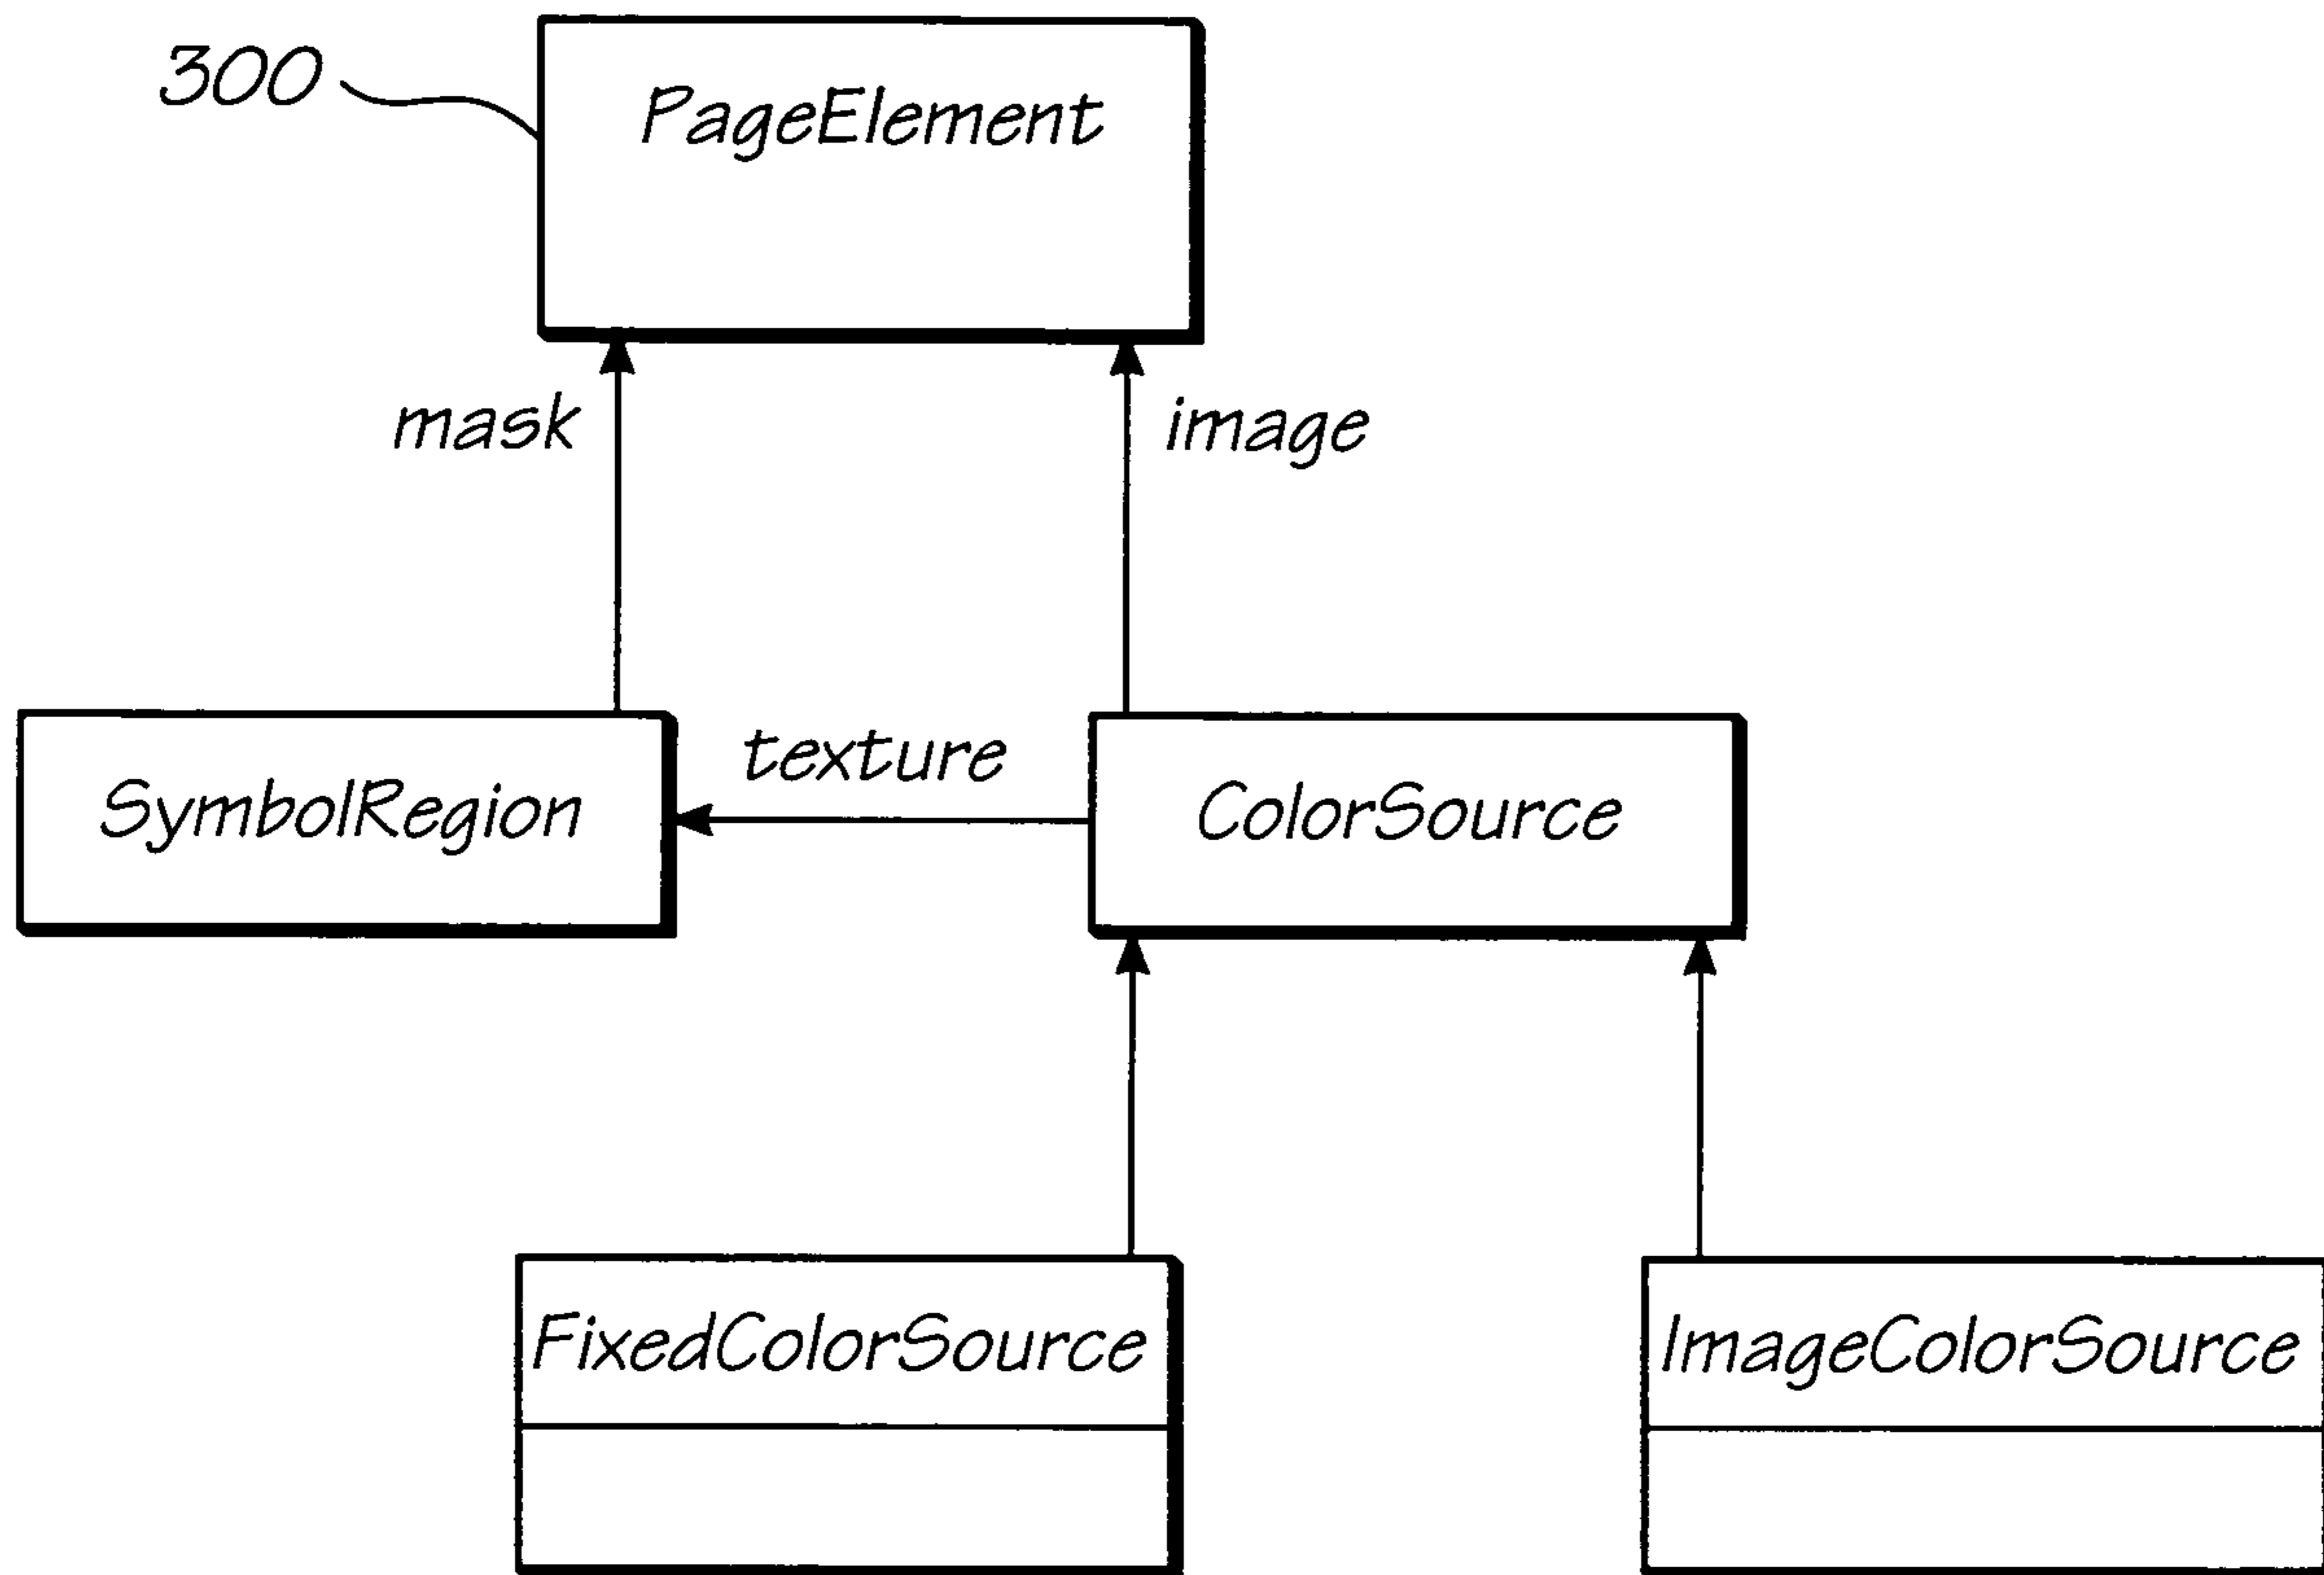 300
PageElement
mask
image
SymbolRegion
texture
ColorSource
FixedColorSource
ImageColorSource